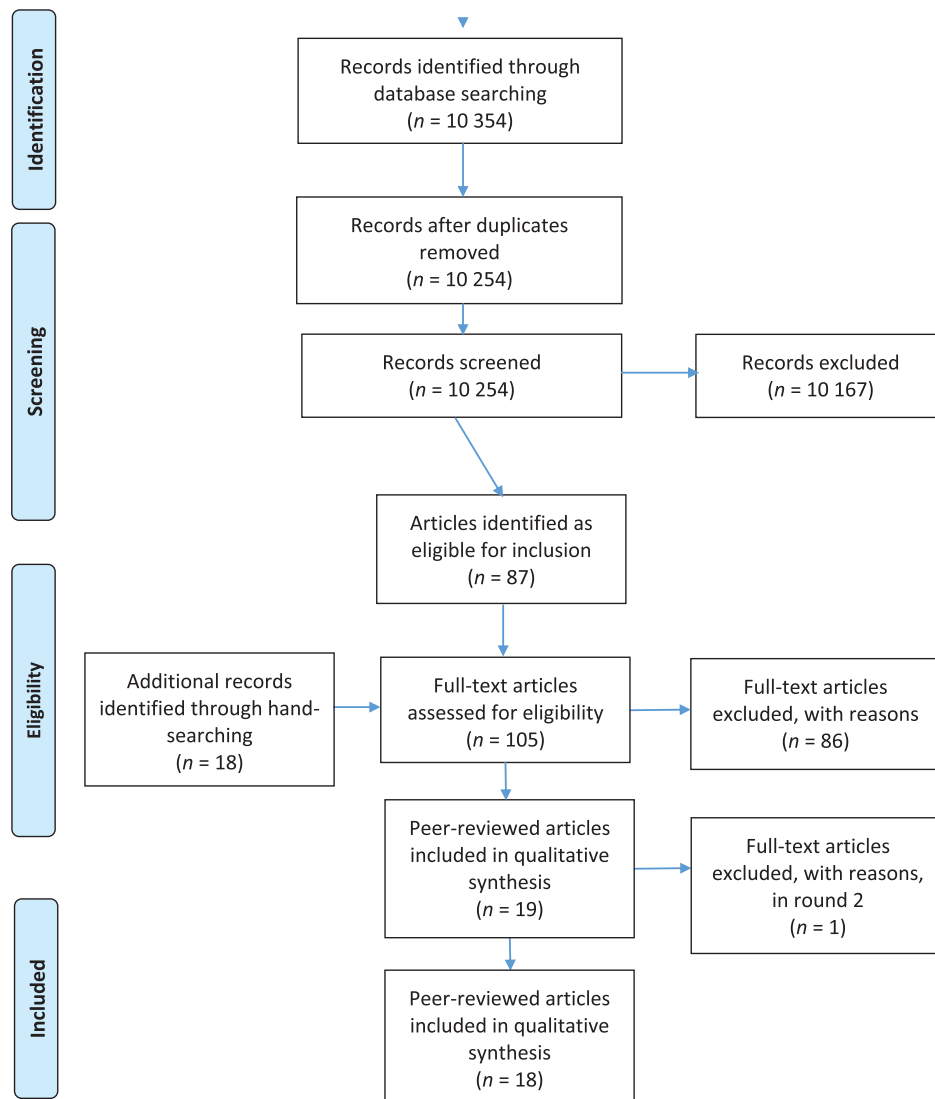 Identification
Records identified through
database searching
(n = 10 354)
Records after duplicates
removed
(n = 10 254)
Screening
Records screened
(n = 10 254)
Records excluded
(n = 10 167)
Articles identified as
eligible for inclusion
(n = 87)
Eligibility
Additional records
identified through hand-
searching
(n = 18)
Full-text articles
assessed for eligibility
(n = 105)
Full-text articles
excluded, with reasons
(n = 86)
Peer-reviewed articles
included in qualitative
synthesis
(n = 19)
Full-text articles
excluded, with reasons,
in round 2
(n = 1)
Included
Peer-reviewed articles
included in qualitative
synthesis
(n = 18)